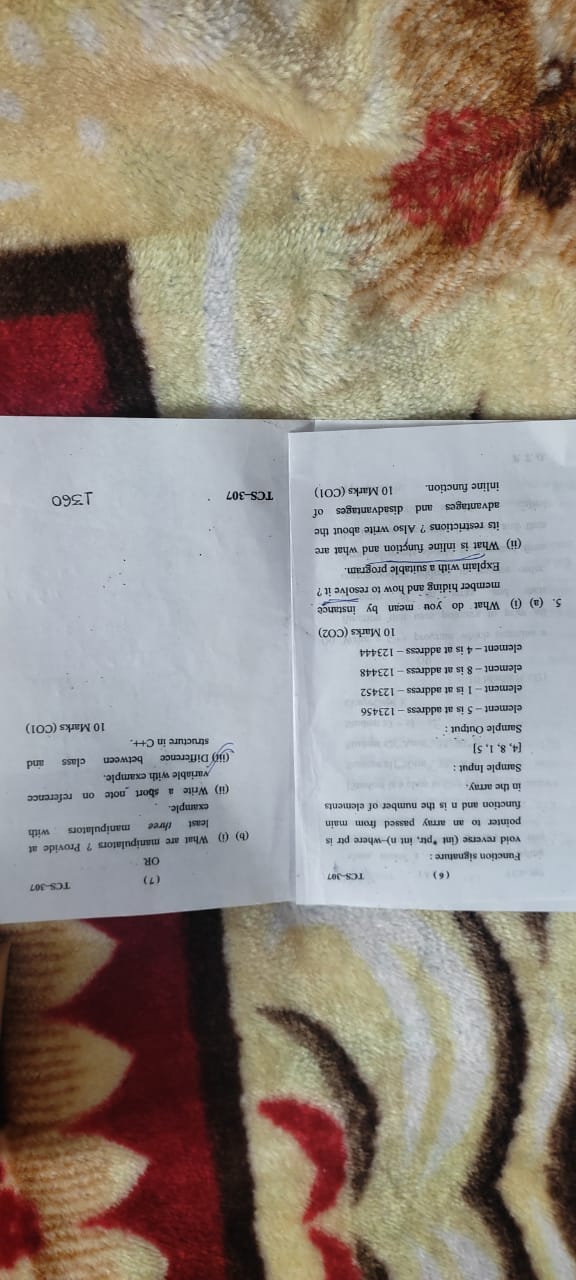 (6) TCS–307
Function signature :
void reverse (int *ptr, int n)–where ptr is
pointer to an array passed from main
function and n is the number of elements
in the array.
Sample Input :
[4, 8, 1, 5]
Sample Output :
element – 5 is at address – 123456
element – 1 is at address – 123452
element – 8 is at address – 123448
element – 4 is at address – 123444
10 Marks (CO2)
5. (a) (i) What do you mean by instance
member hiding and how to resolve it ?
Explain with a suitable program.
(ii) What is inline function and what are
its restrictions ? Also write about the
advantages and disadvantages of
inline function. 10 Marks (CO1)
(7) TCS–307
OR
(b) (i) What are manipulators ? Provide at
least three manipulators with
example.
(ii) Write a short note on reference
variable with example.
(iii) Difference between class and
structure in C++.
10 Marks (CO1)
TCS–307 1360